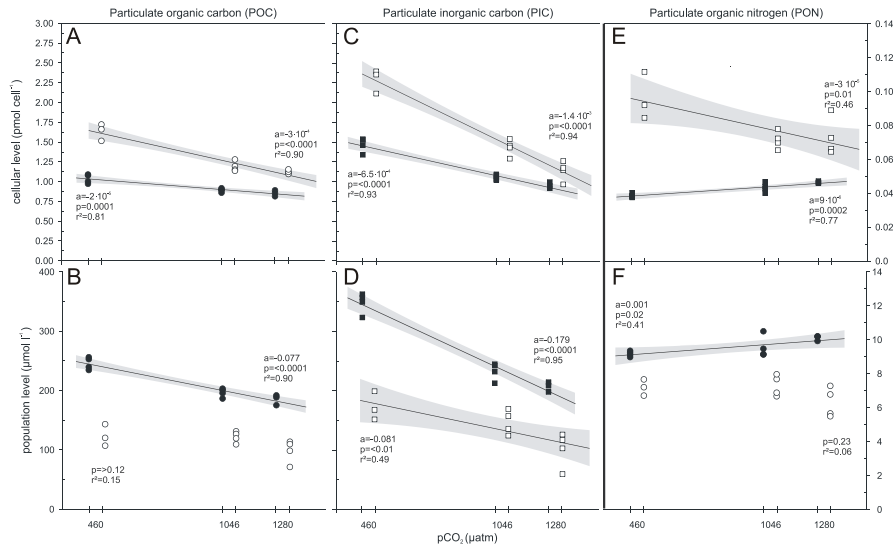 Particulate organic carbon (POC)
Particulate inorganic carbon (PIC)
Particulate organic nitrogen (PON)
A
C
E
cellular level (pmol cell⁻¹)
3.00
2.75
2.50
2.25
2.00
1.75
1.50
1.25
1.00
0.75
0.50
0.25
0.00
a=-3·10⁻⁴
p=<0.0001
r²=0.90
a=-2·10⁻⁴
p=0.0001
r²=0.81
a=-1.4·10⁻³
p=<0.0001
r²=0.94
a=-6.5·10⁻⁴
p=<0.0001
r²=0.93
a=-3·10⁻⁵
p=0.01
r²=0.46
a=9·10⁻⁴
p=0.0002
r²=0.77
0.14
0.12
0.10
0.08
0.06
0.04
0.02
0.0
B
D
F
population level (µmol l⁻¹)
400
300
200
100
0
a=-0.077
p=<0.0001
r²=0.90
p=>0.12
r²=0.15
a=-0.179
p=<0.0001
r²=0.95
a=-0.081
p=<0.01
r²=0.49
a=0.001
p=0.02
r²=0.41
p=0.23
r²=0.06
14
12
10
8
6
4
2
0
460
1046
1280
460
1046
1280
460
1046
1280
pCO₂ (µatm)